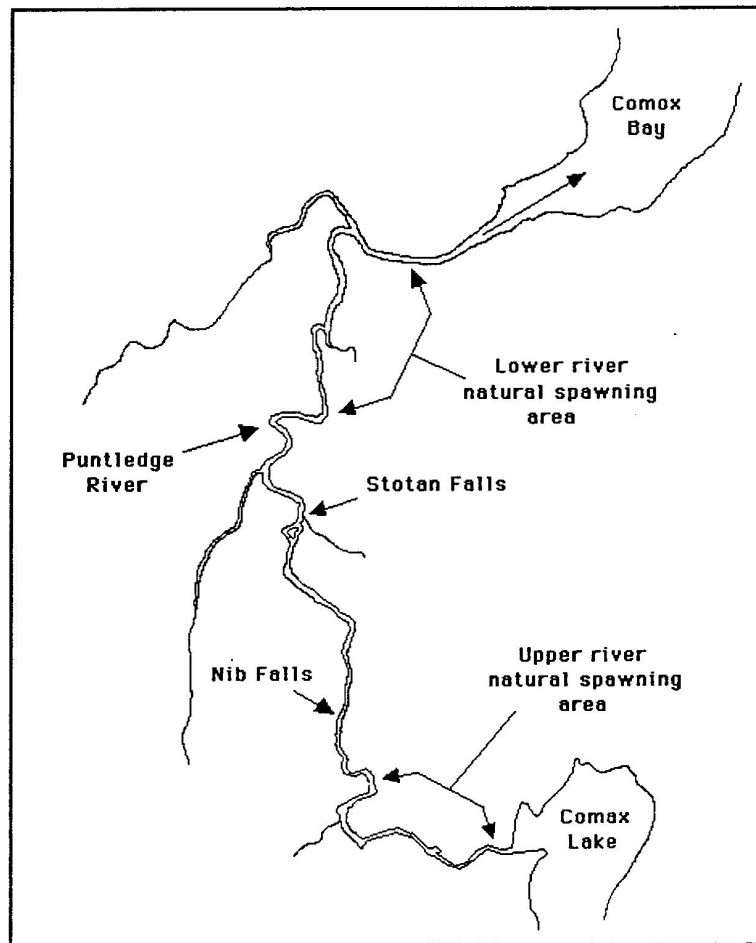 Comox
Bay
Lower river
natural spawning
area
Puntledge
River
Stotan Falls
Nib Falls
Upper river
natural spawning
area
Comax
Lake